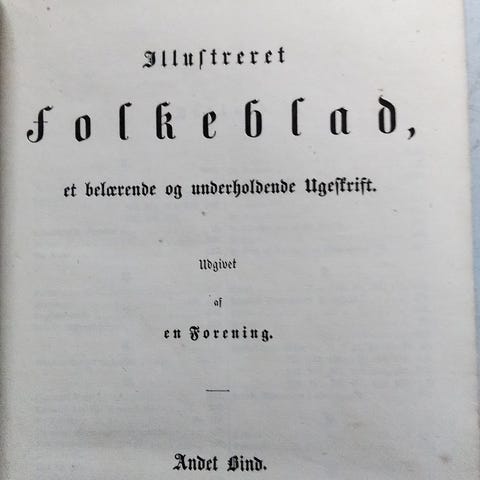 Illustreret
Folkeblad,
et belærende og underholdende Ugeskrift.
Udgivet
af
en Forening.
Andet Bind.